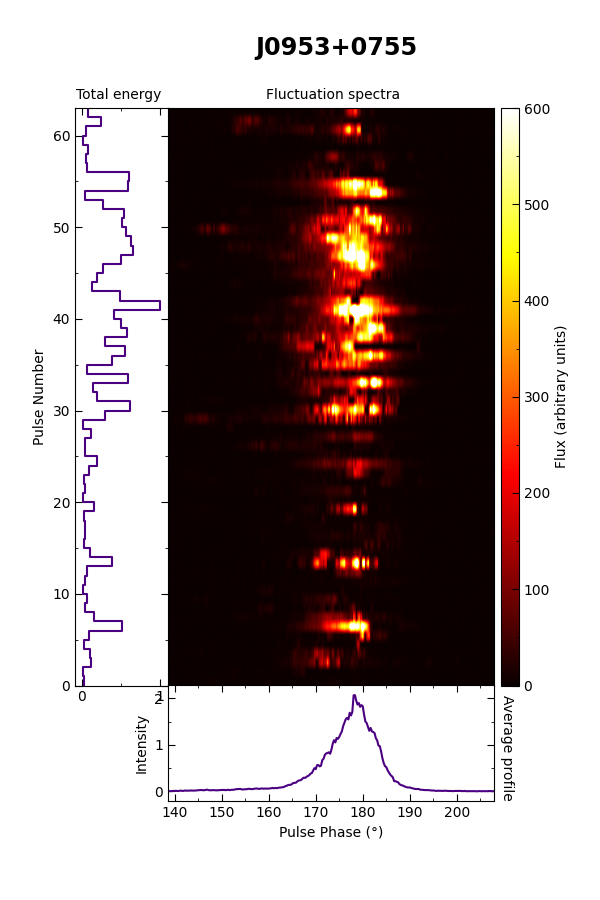 J0953+0755
Total energy
Fluctuation spectra
60
50
40
30
20
10
0
Pulse Number
0
1
600
500
400
300
200
100
0
Flux (arbitrary units)
2
1
0
Intensity
Average profile
140 150 160 170 180 190 200
Pulse Phase (°)